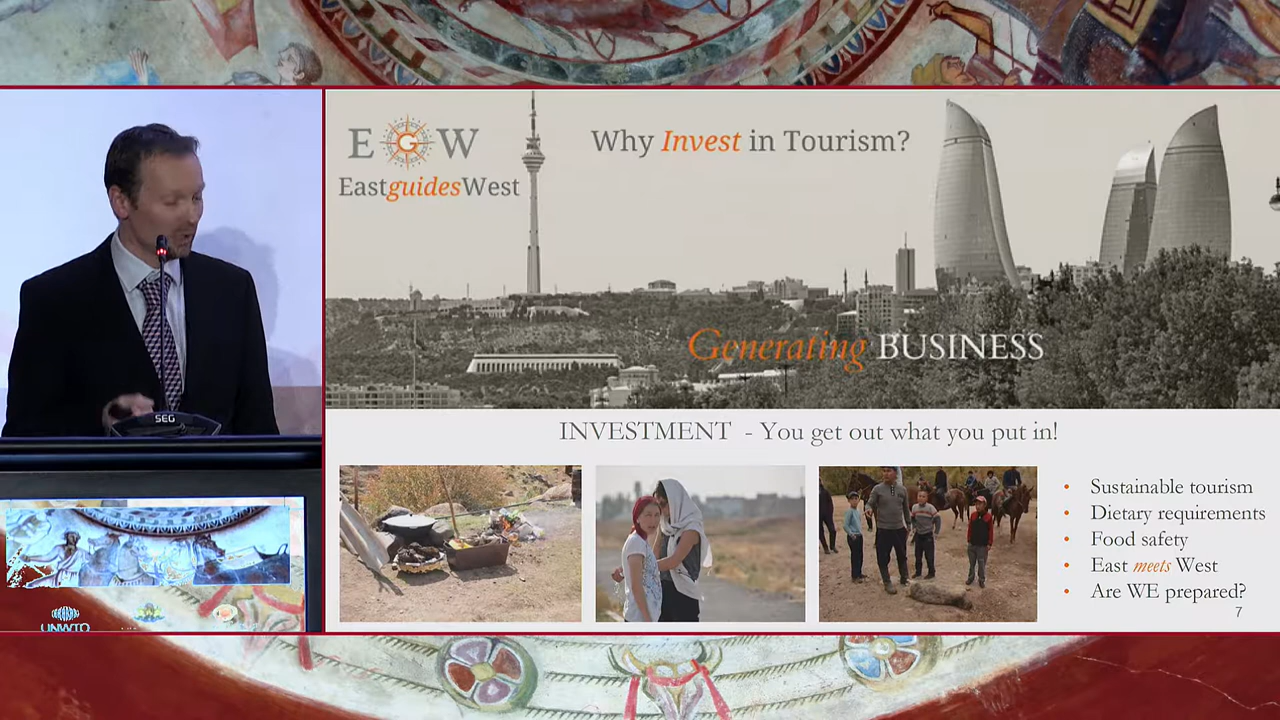 E G W
EastguidesWest
Why Invest in Tourism?
Generating BUSINESS
INVESTMENT - You get out what you put in!
• Sustainable tourism
• Dietary requirements
• Food safety
• East meets West
• Are WE prepared?
7
SEG
UNWTO